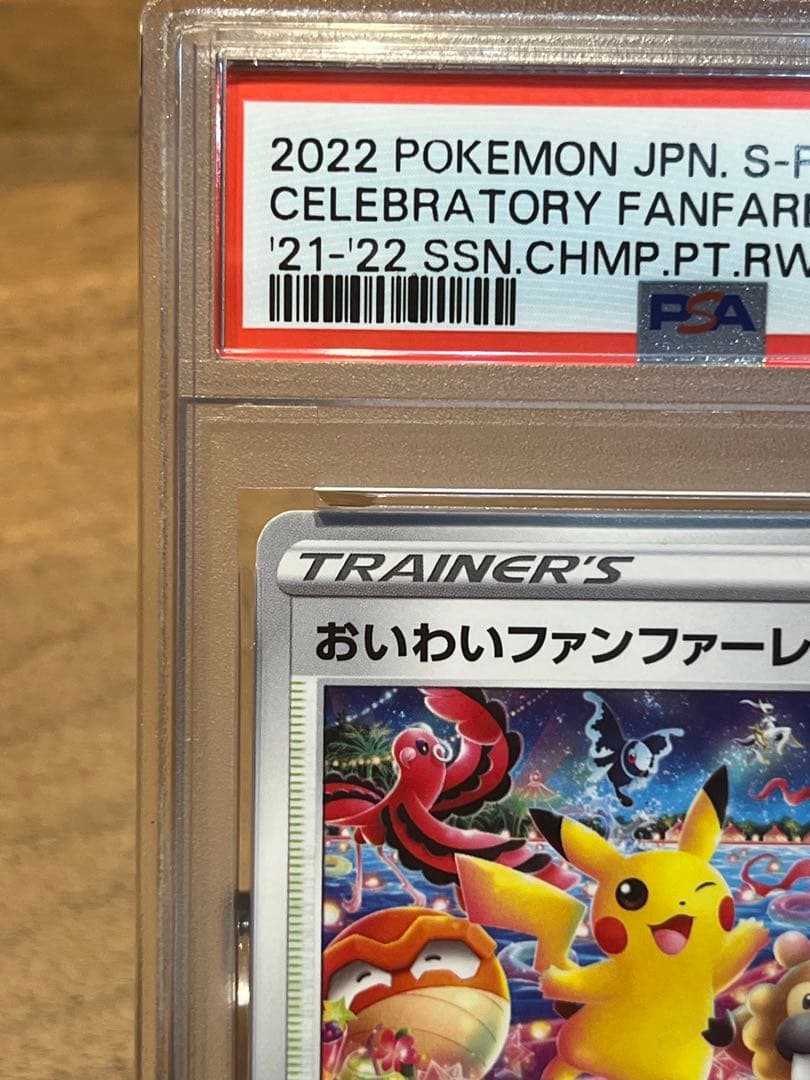 2022 POKEMON JPN. S-P
CELEBRATORY FANFARE
'21-'22 SSN.CHMP.PT.RW
PSA
TRAINER'S
おいわいファンファーレ